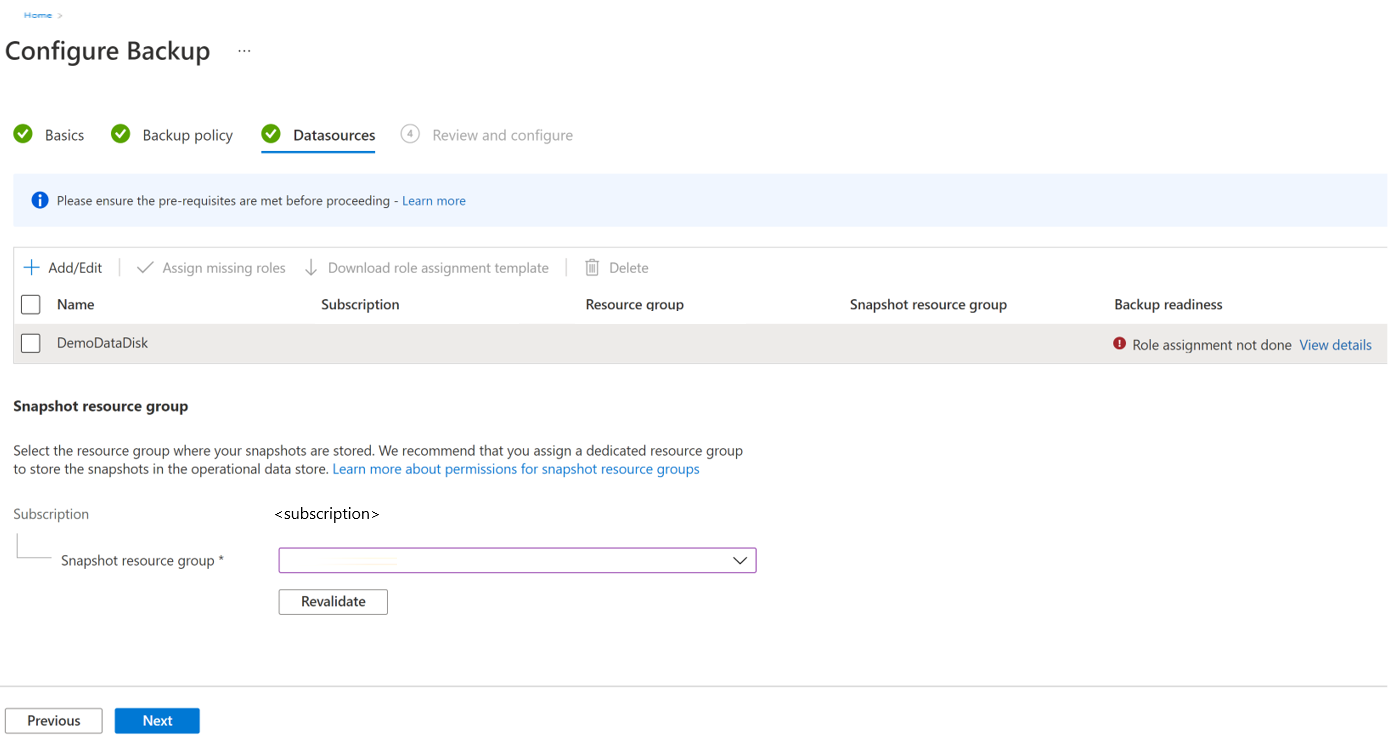 Home >
Configure Backup ...
Basics Backup policy Datasources 4 Review and configure
Please ensure the pre-requisites are met before proceeding - Learn more
Add/Edit Assign missing roles Download role assignment template Delete
Name Subscription Resource group Snapshot resource group Backup readiness
DemoDataDisk Role assignment not done View details
Snapshot resource group
Select the resource group where your snapshots are stored. We recommend that you assign a dedicated resource group
to store the snapshots in the operational data store. Learn more about permissions for snapshot resource groups
Subscription <subscription>
Snapshot resource group *
Revalidate
Previous Next